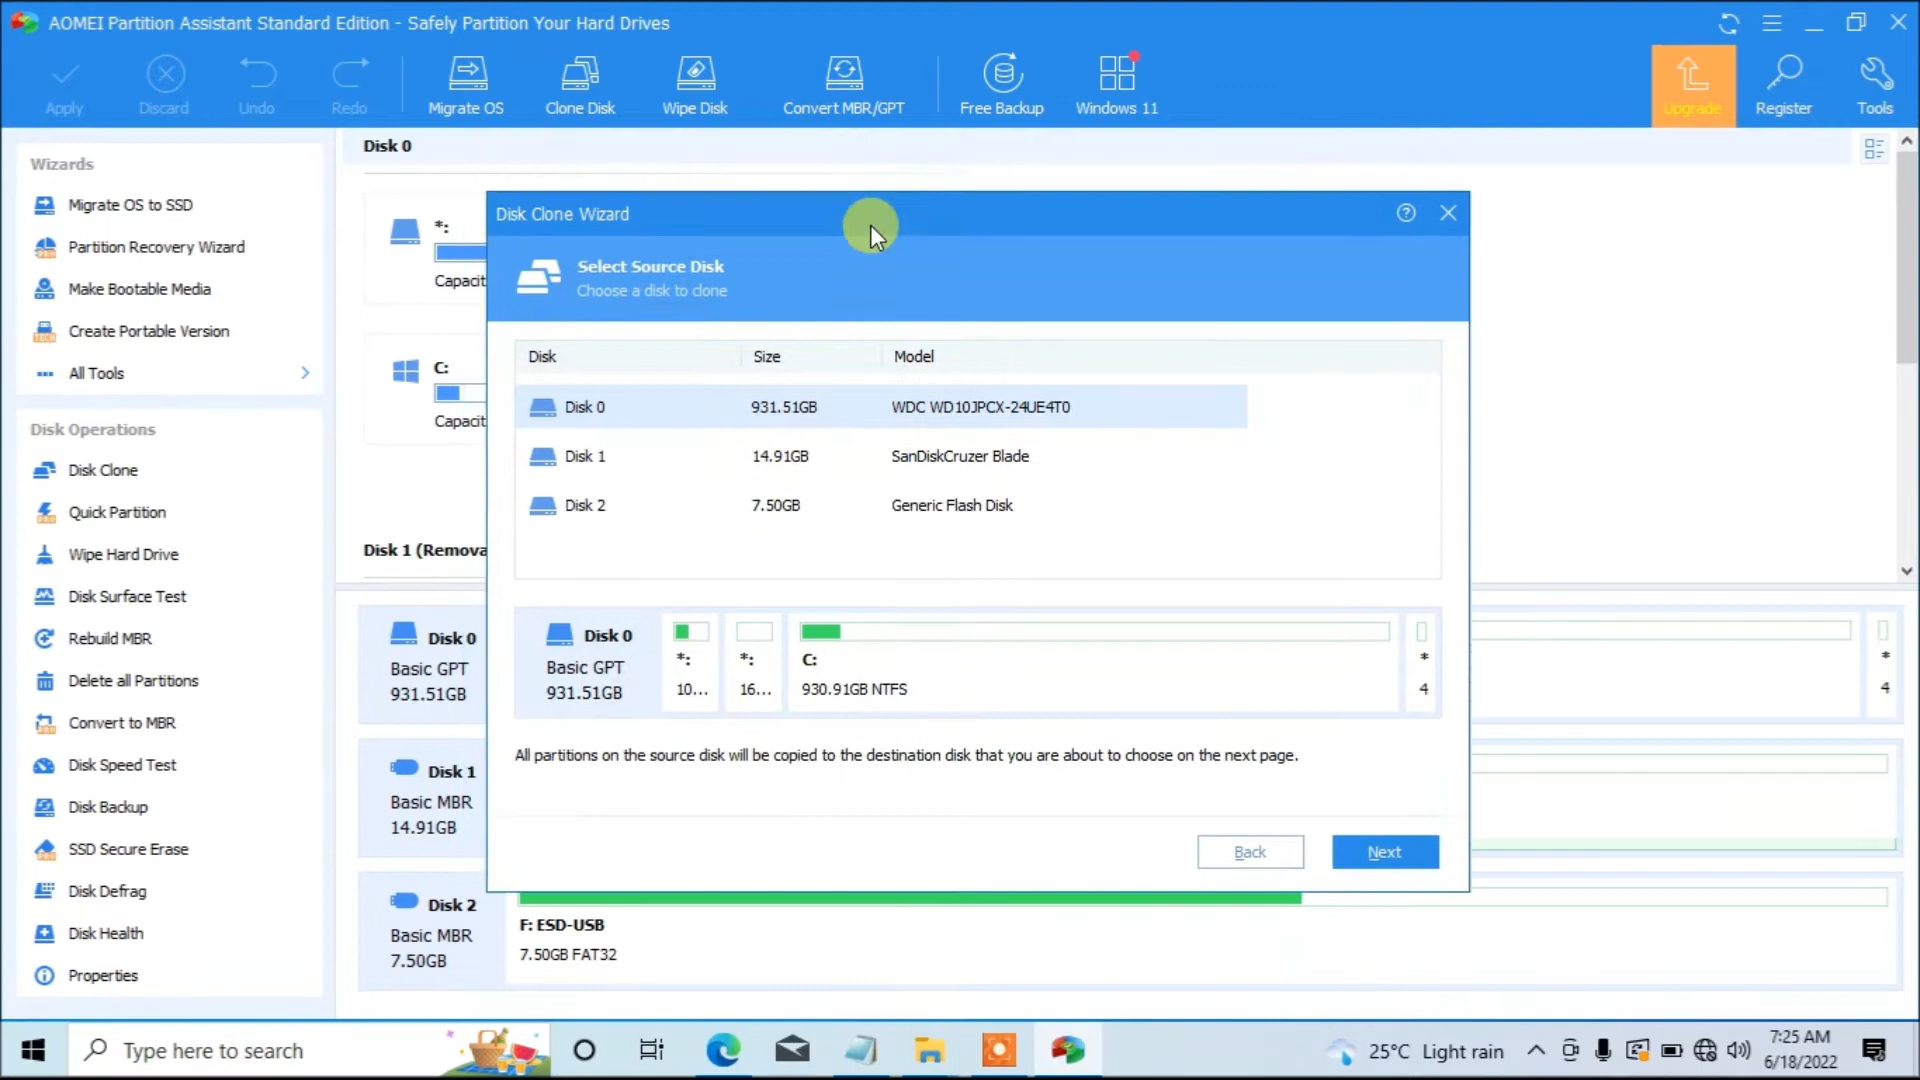 AOMEI Partition Assistant Standard Edition - Safely Partition Your Hard Drives
Apply
Discard
Undo
Redo
Migrate OS
Clone Disk
Wipe Disk
Convert MBR/GPT
Free Backup
Windows 11
Upgrade
Register
Tools
Wizards
Migrate OS to SSD
Partition Recovery Wizard
Make Bootable Media
Create Portable Version
All Tools
Disk Operations
Disk Clone
Quick Partition
Wipe Hard Drive
Disk Surface Test
Rebuild MBR
Delete all Partitions
Convert to MBR
Disk Speed Test
Disk Backup
SSD Secure Erase
Disk Defrag
Disk Health
Properties
Disk 0
*:
Capacit
C:
Capacit
Disk 1 (Remova
Disk Clone Wizard
Select Source Disk
Choose a disk to clone
Disk Size Model
Disk 0 931.51GB WDC WD10JPCX-24UE4T0
Disk 1 14.91GB SanDiskCruzer Blade
Disk 2 7.50GB Generic Flash Disk
Disk 0
Basic GPT
931.51GB
*:
10...
*:
16...
C:
930.91GB NTFS
*
4
All partitions on the source disk will be copied to the destination disk that you are about to choose on the next page.
Back
Next
Disk 0
Basic GPT
931.51GB
*
4
Disk 1
Basic MBR
14.91GB
Disk 2
Basic MBR
7.50GB
F: ESD-USB
7.50GB FAT32
Type here to search
25°C Light rain
7:25 AM
6/18/2022